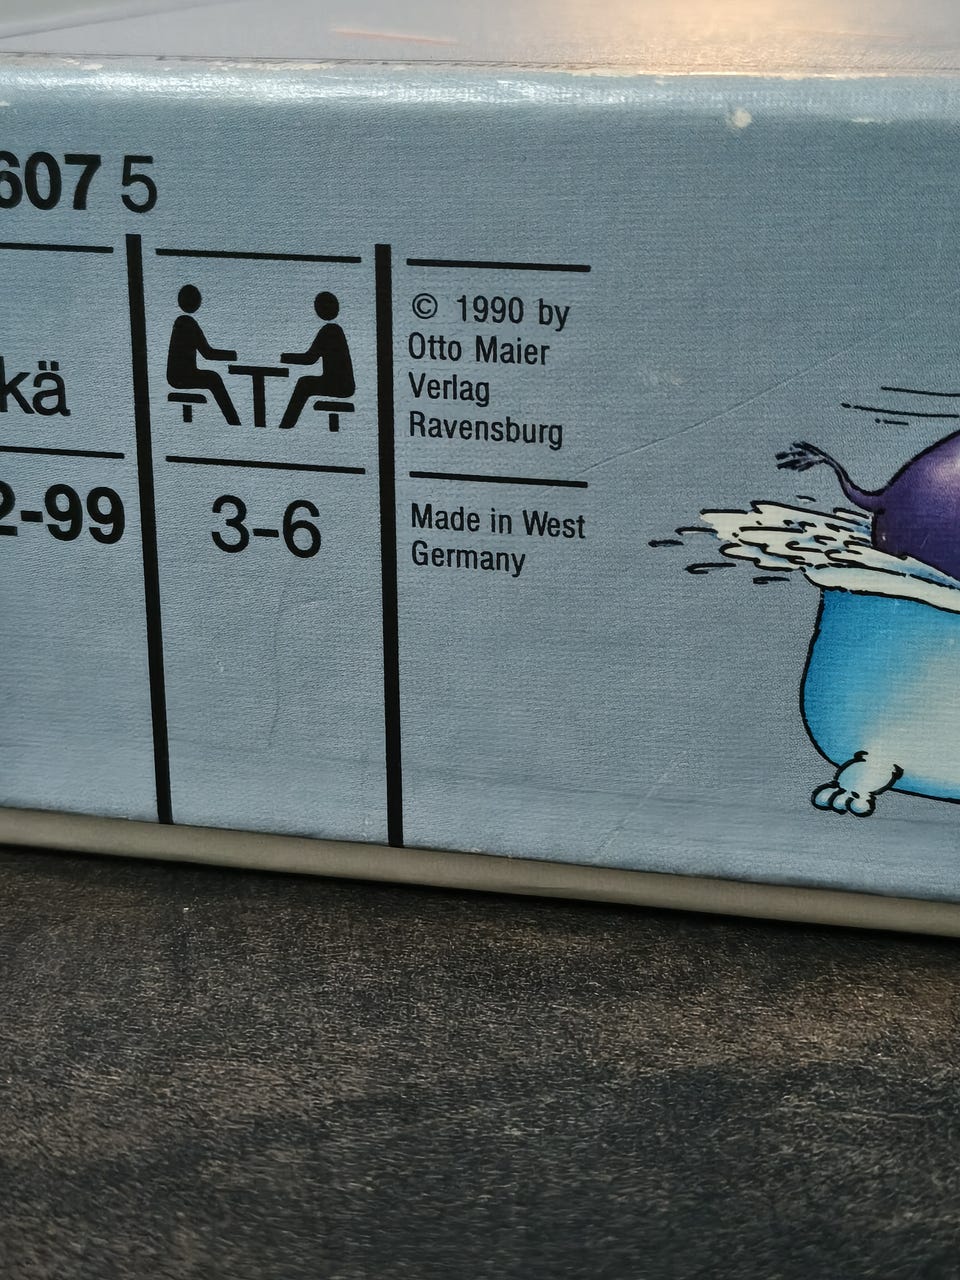 607 5
kä
2-99
3-6
© 1990 by
Otto Maier
Verlag
Ravensburg
Made in West
Germany